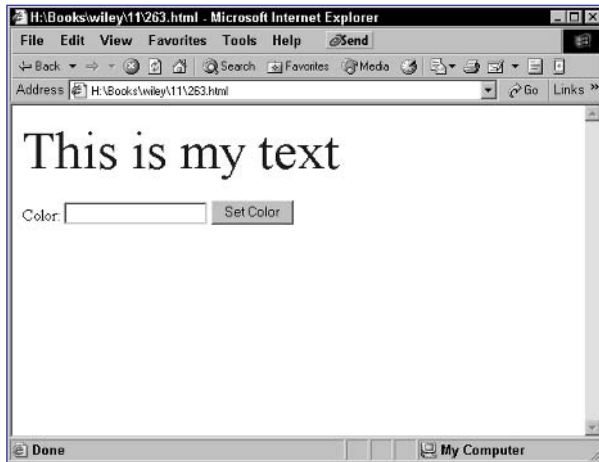 H:\Books\wiley\11\263.html - Microsoft Internet Explorer
File Edit View Favorites Tools Help Send
Back Search Favorites Media
Address H:\Books\wiley\11\263.html Go Links »
This is my text
Color: Set Color
Done My Computer